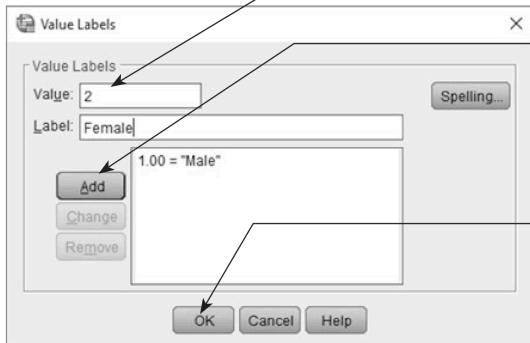 Value Labels
Value Labels
Value: 2
Spelling...
Label: Female
1.00 = "Male"
Add
Change
Remove
OK Cancel Help